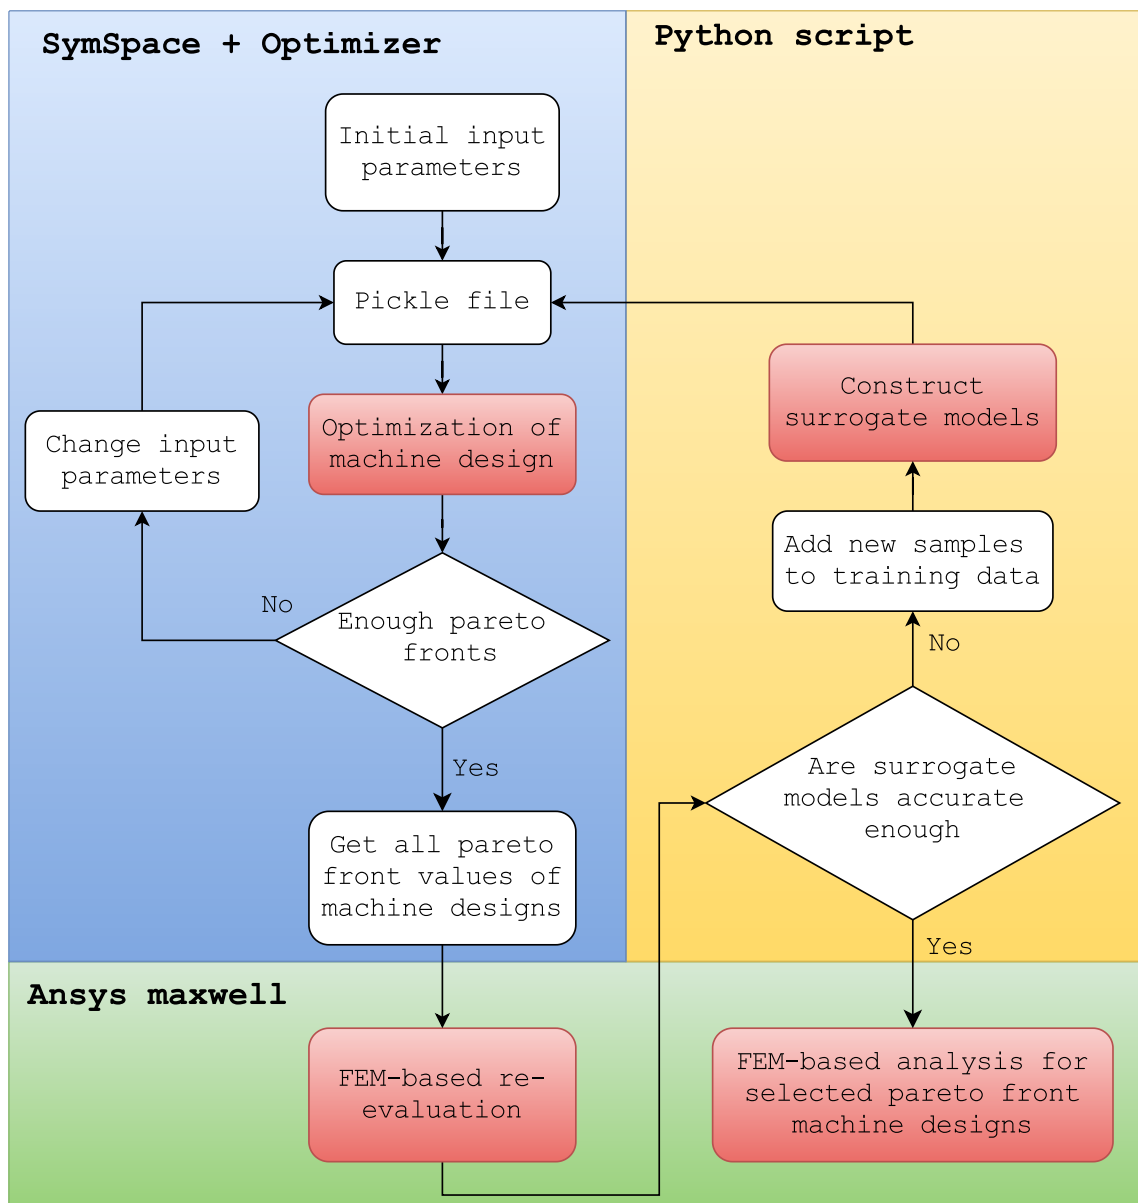 SymSpace + Optimizer
Initial input
parameters
Pickle file
Change input
parameters
Optimization of
machine design
No
Enough pareto
fronts
Yes
Get all pareto
front values of
machine designs
Python script
Construct
surrogate models
Add new samples
to training data
No
Are surrogate
models accurate
enough
Yes
Ansys maxwell
FEM-based re-
evaluation
FEM-based analysis for
selected pareto front
machine designs